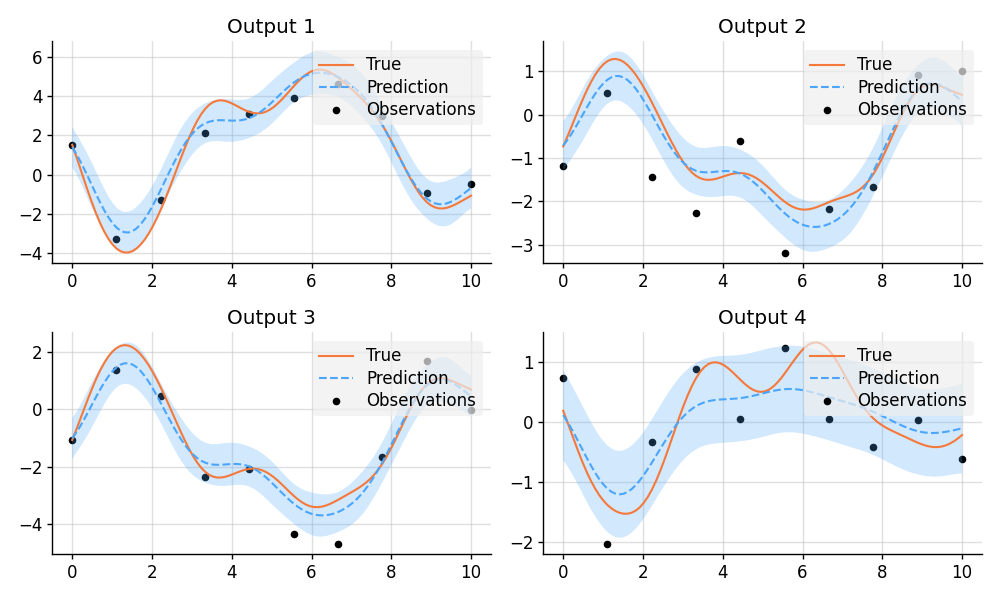 Output 1
6
4
2
0
−2
−4
0 2 4 6 8 10
True
Prediction
Observations
Output 2
1
0
−1
−2
−3
0 2 4 6 8 10
True
Prediction
Observations
Output 3
2
0
−2
−4
0 2 4 6 8 10
True
Prediction
Observations
Output 4
1
0
−1
−2
0 2 4 6 8 10
True
Prediction
Observations